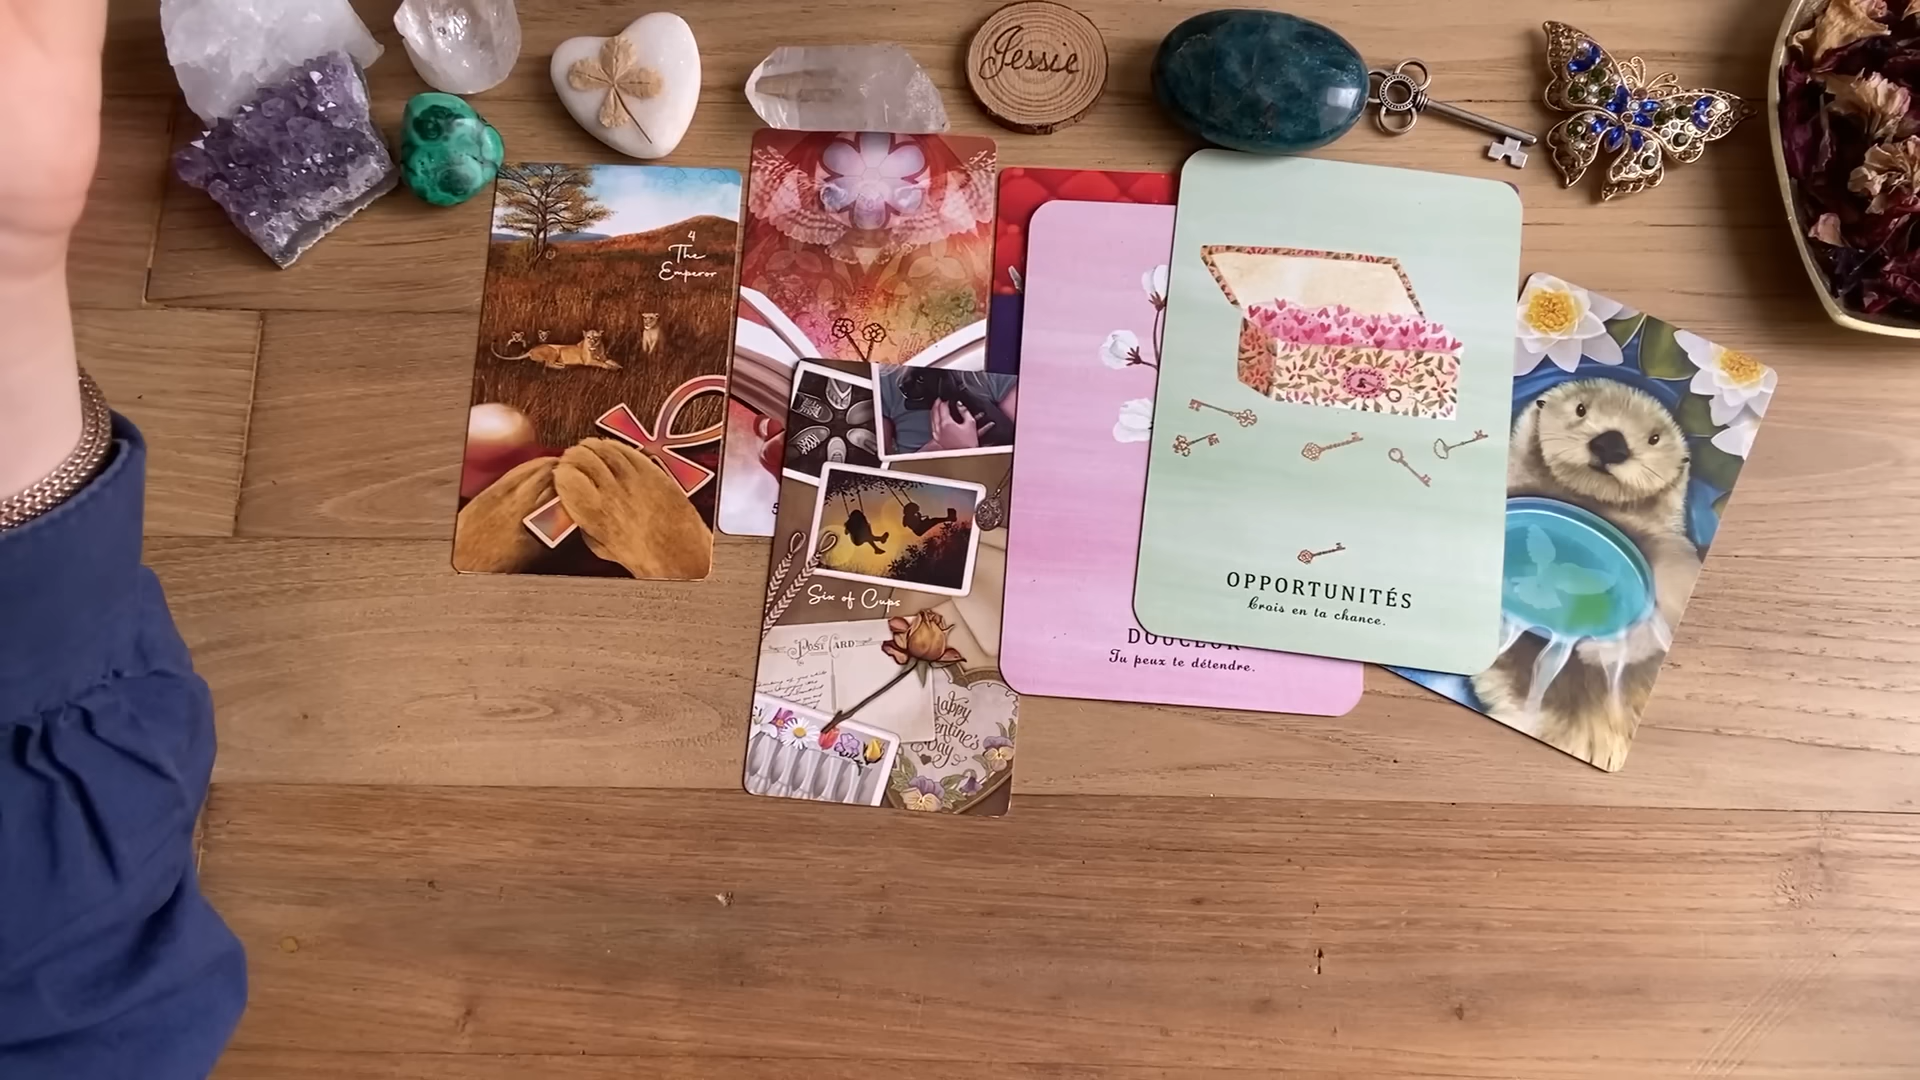 Jessie
4
The
Emperor
Six of Cups
POST CARD
Happy
Valentine's
Day
OPPORTUNITÉS
Crois en ta chance.
DOUCEUR
Tu peux te détendre.